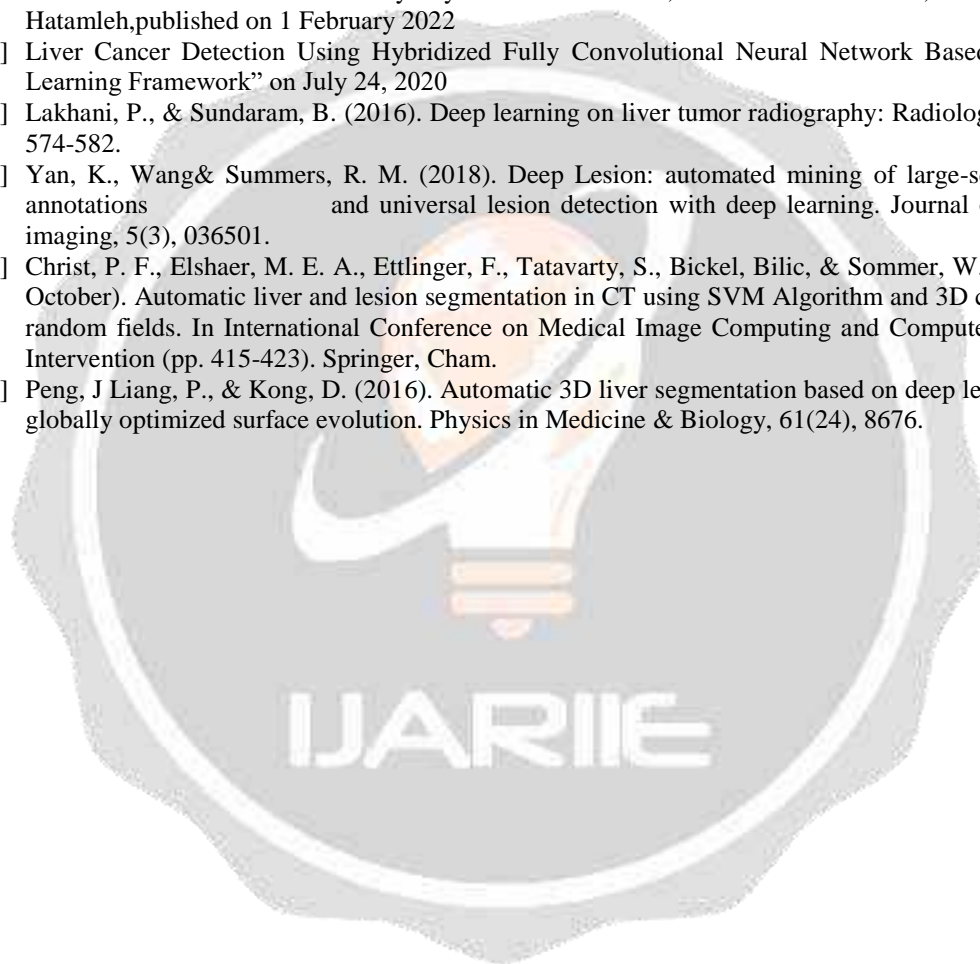 Hatamleh,published on 1 February 2022
] Liver Cancer Detection Using Hybridized Fully Convolutional Neural Network Based
Learning Framework” on July 24, 2020
] Lakhani, P., & Sundaram, B. (2016). Deep learning on liver tumor radiography:
574-582.
] Yan, K., Wang& Summers, R. M. (2018). Deep Lesion: automated mining of
annotations and universal lesion detection with deep learning. Journal
imaging, 5(3), 036501.
] Christ, P. F., Elshaer, M. E. A., Ettlinger, F., Tatavarty, S., Bickel, Bilic, & Sommer, W.
October). Automatic liver and lesion segmentation in CT using SVM Algorithm and 3D
random fields. In International Conference on Medical Image Computing and
Intervention (pp. 415-423). Springer, Cham.
] Peng, J Liang, P., & Kong, D. (2016). Automatic 3D liver segmentation based on deep
globally optimized surface evolution. Physics in Medicine & Biology, 61(24), 8676.
IJARIIE